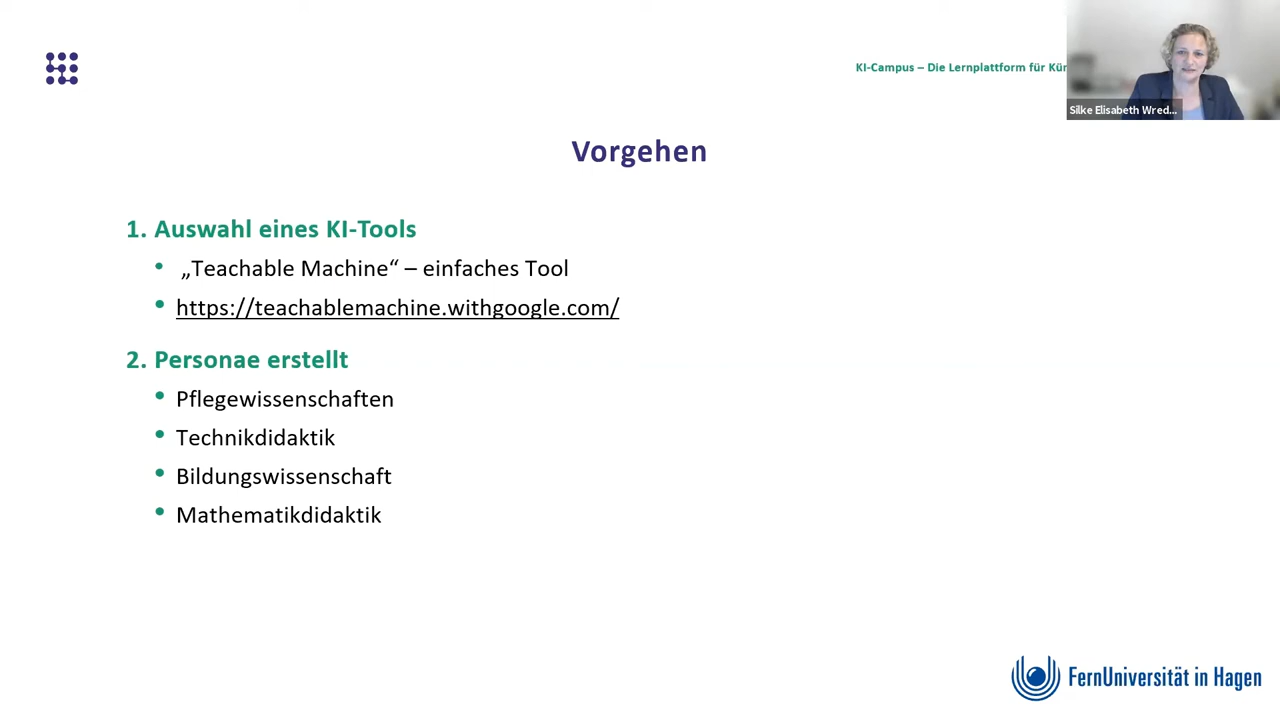 KI-Campus – Die Lernplattform für Kün
Silke Elisabeth Wred...
Vorgehen
1. Auswahl eines KI-Tools
• „Teachable Machine“ – einfaches Tool
• https://teachablemachine.withgoogle.com/
2. Personae erstellt
• Pflegewissenschaften
• Technikdidaktik
• Bildungswissenschaft
• Mathematikdidaktik
FernUniversität in Hagen